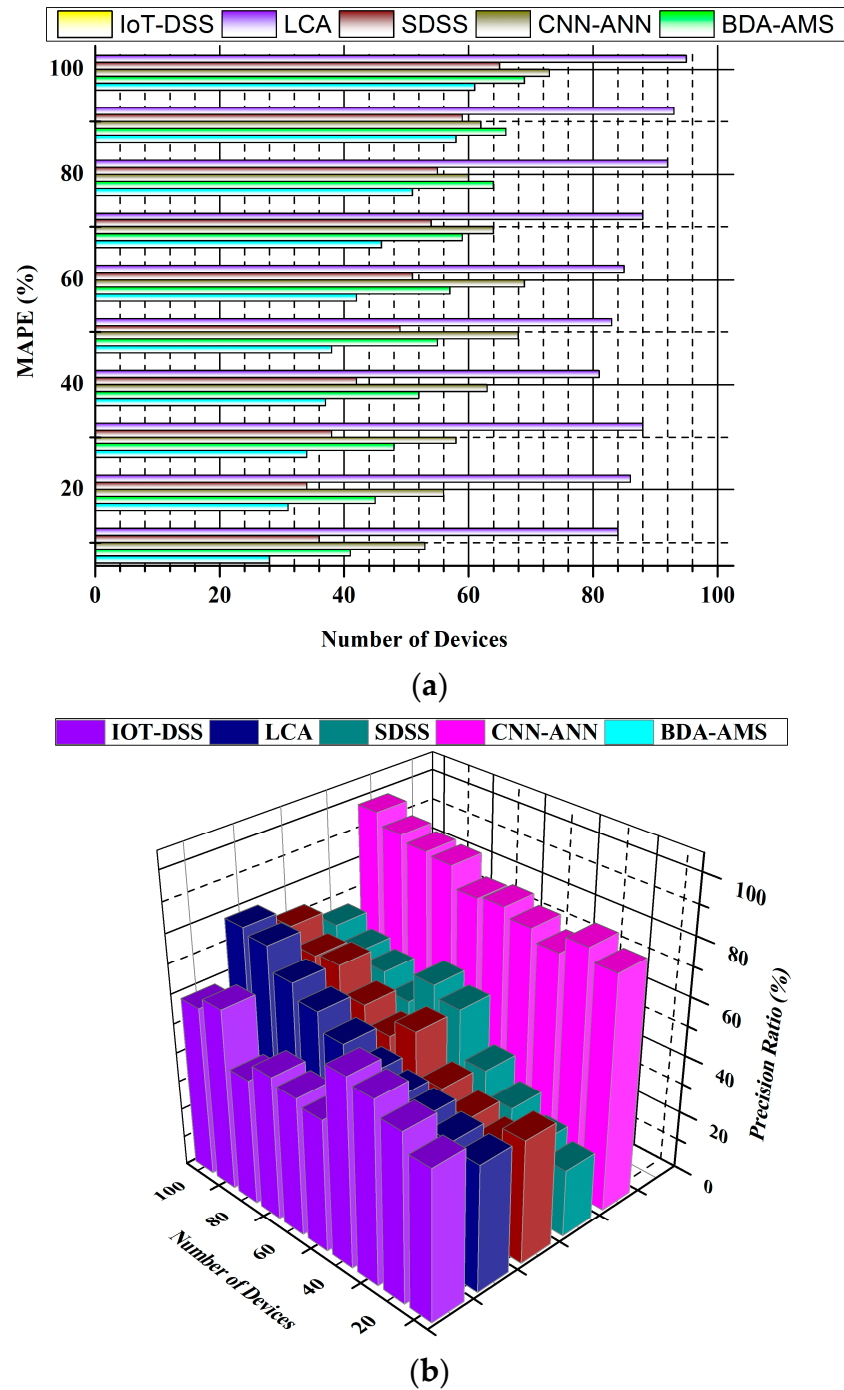 IoT-DSS LCA SDSS CNN-ANN BDA-AMS
100
80
60
40
20
MAPE (%)
0 20 40 60 80 100
Number of Devices
(a)
IOT-DSS LCA SDSS CNN-ANN BDA-AMS
100
80
60
40
20
0
Precision Ratio (%)
100
80
60
40
20
Number of Devices
(b)